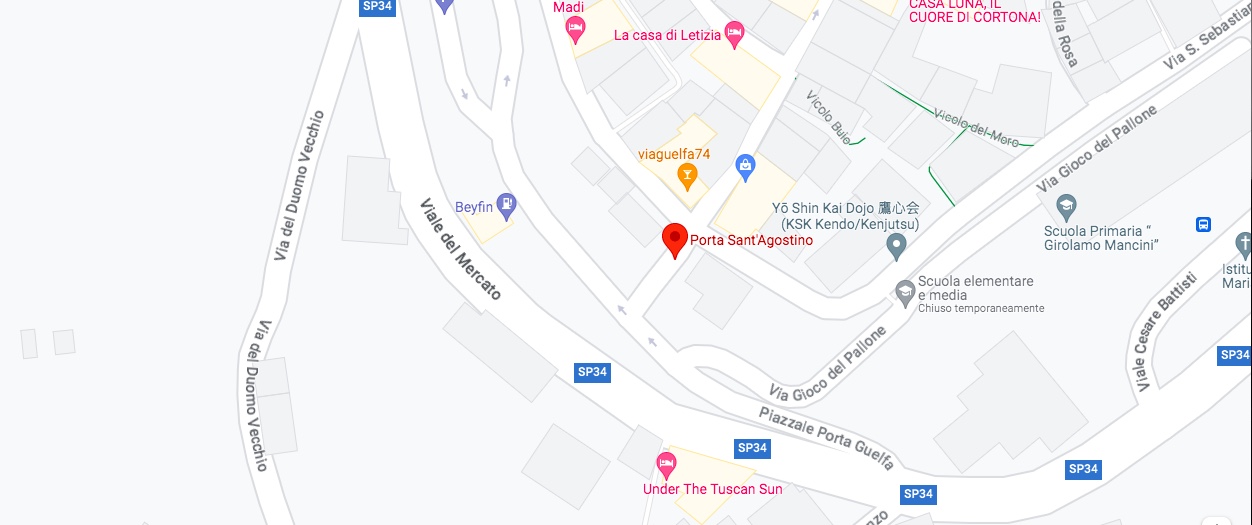 SP34
Madi
La casa di Letizia
CASA LUNA, IL
CUORE DI CORTONA!
della Rosa
Via S. Sebastian
Via del Duomo Vecchio
Vicolo Buio
Vicolo del Moro
Via Gioco del Pallone
viaguelfa74
Beyfin
Viale del Mercato
Yō Shin Kai Dojo 鷹心会
(KSK Kendo/Kenjutsu)
Scuola Primaria “
Girolamo Mancini”
Porta Sant'Agostino
Istitu
Mari
Scuola elementare
e media
Chiuso temporaneamente
Viale Cesare Battisti
Via del Duomo Vecchio
SP34
SP34
Via Gioco del Pallone
Piazzale Porta Guelfa
SP34
SP34
SP34
Under The Tuscan Sun
nzo